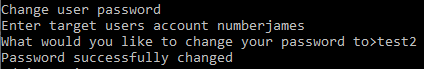 Change user password
Enter target users account numberjames
What would you like to change your password to>test2
Password successfully changed